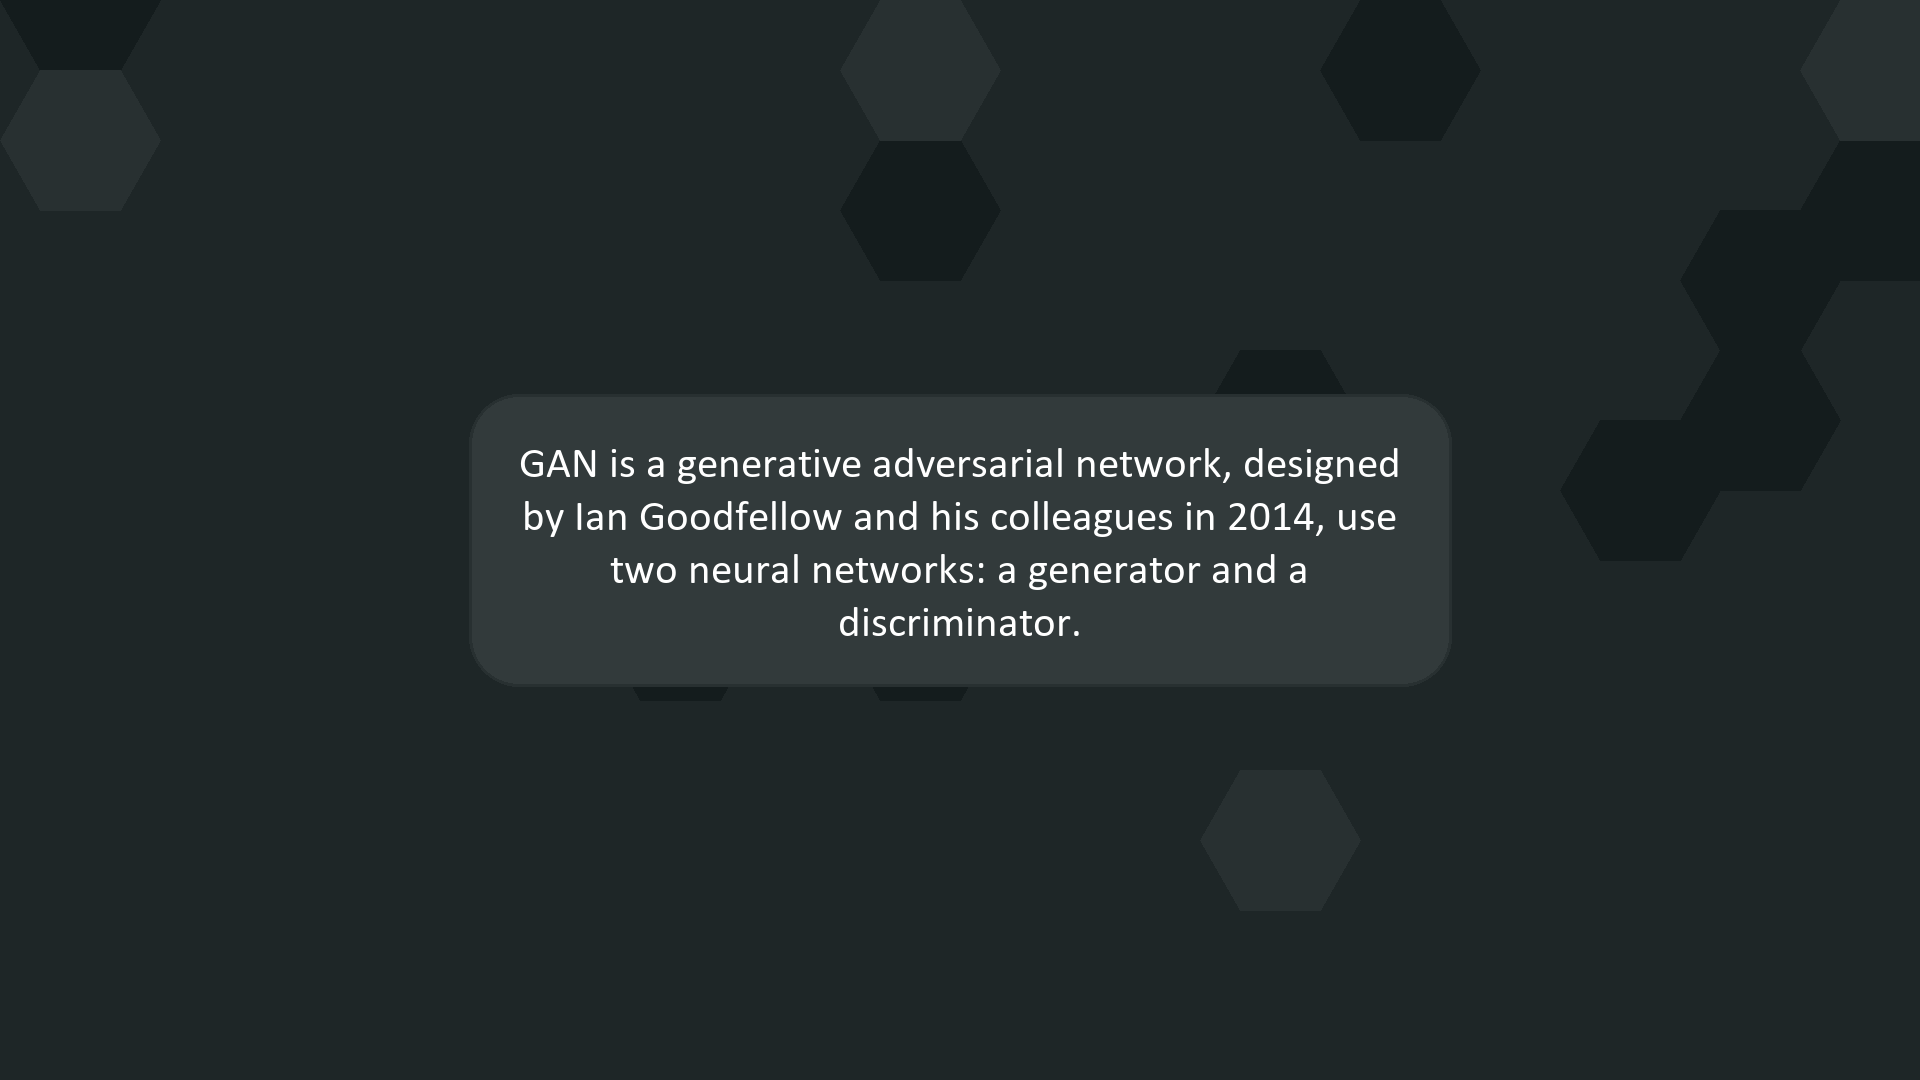 GAN is a generative adversarial network, designed
by Ian Goodfellow and his colleagues in 2014, use
two neural networks: a generator and a
discriminator.